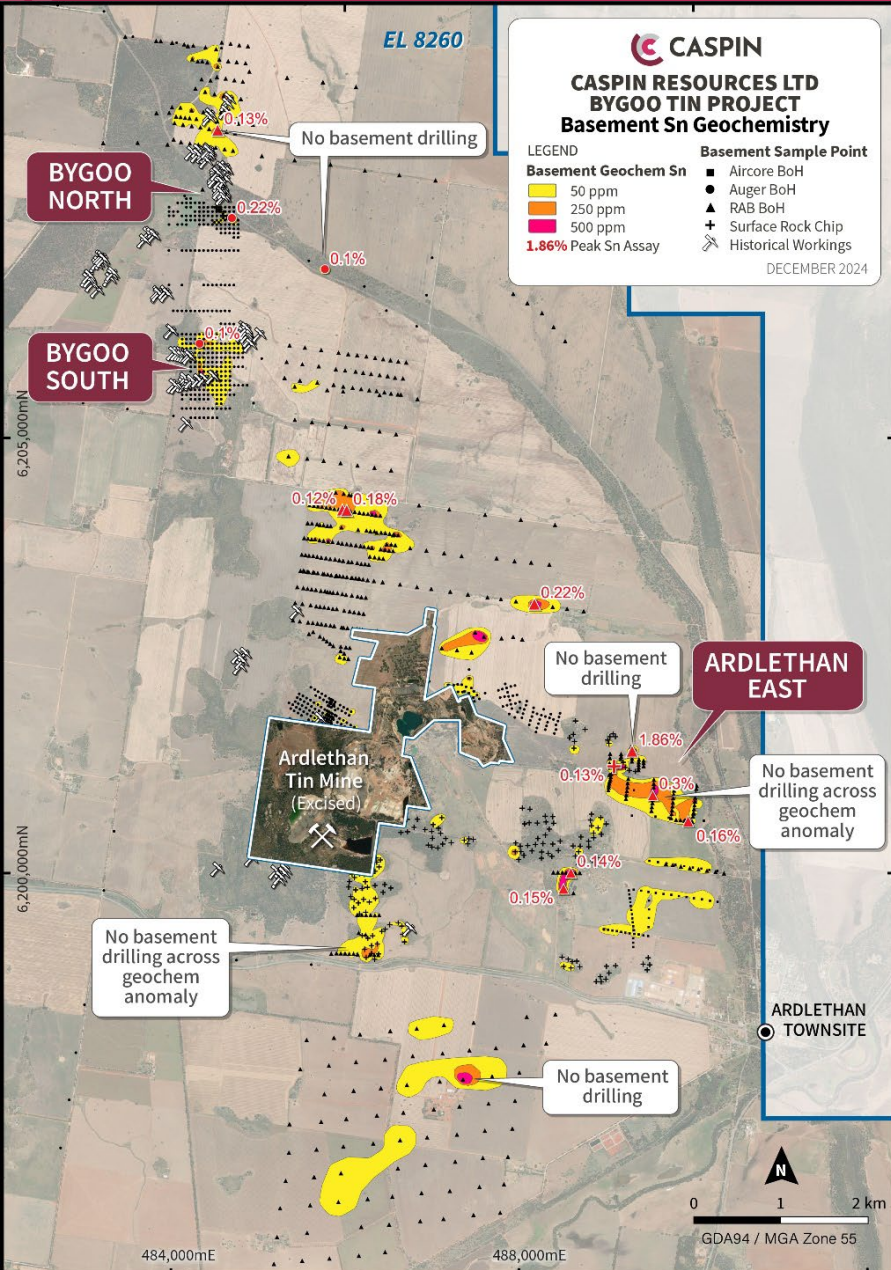 EL 8260
CASPIN
CASPIN RESOURCES LTD
BYGOO TIN PROJECT
Basement Sn Geochemistry
LEGEND
Basement Geochem Sn
50 ppm
250 ppm
500 ppm
1.86% Peak Sn Assay
Basement Sample Point
Aircore BoH
Auger BoH
RAB BoH
Surface Rock Chip
Historical Workings
DECEMBER 2024
0.13%
No basement drilling
BYGOO
NORTH
0.22%
0.1%
0.1%
BYGOO
SOUTH
6,205,000mN
0.12%
0.18%
0.22%
No basement
drilling
ARDLETHAN
EAST
1.86%
Ardlethan
Tin Mine
(Excised)
0.13%
0.3%
No basement
drilling across
geochem
anomaly
0.16%
0.14%
0.15%
6,200,000mN
No basement
drilling across
geochem
anomaly
ARDLETHAN
TOWNSITE
No basement
drilling
N
0 1 2 km
GDA94 / MGA Zone 55
484,000mE
488,000mE